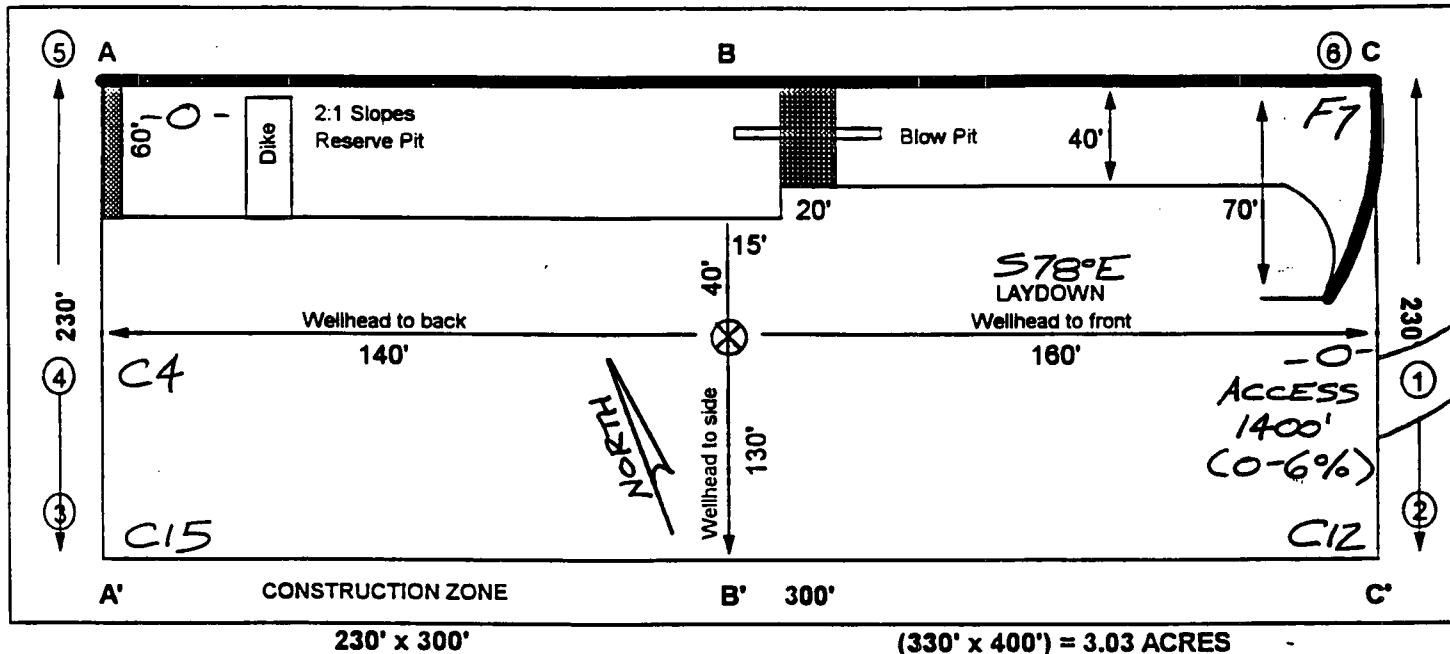 5 A B 6 C
60' -O- Dike 2:1 Slopes
Reserve Pit
Blow Pit 40' F7
20' 70'
15'
40'
S78°E
LAYDOWN
230' Wellhead to back Wellhead to front 230
140' 160'
-O-
4 C4 1
ACCESS
1400'
(0-6%)
NORTH
Wellhead to side 130'
3 2
C15 C12
A' CONSTRUCTION ZONE B' 300' C'
230' x 300' (330' x 400') = 3.03 ACRES -